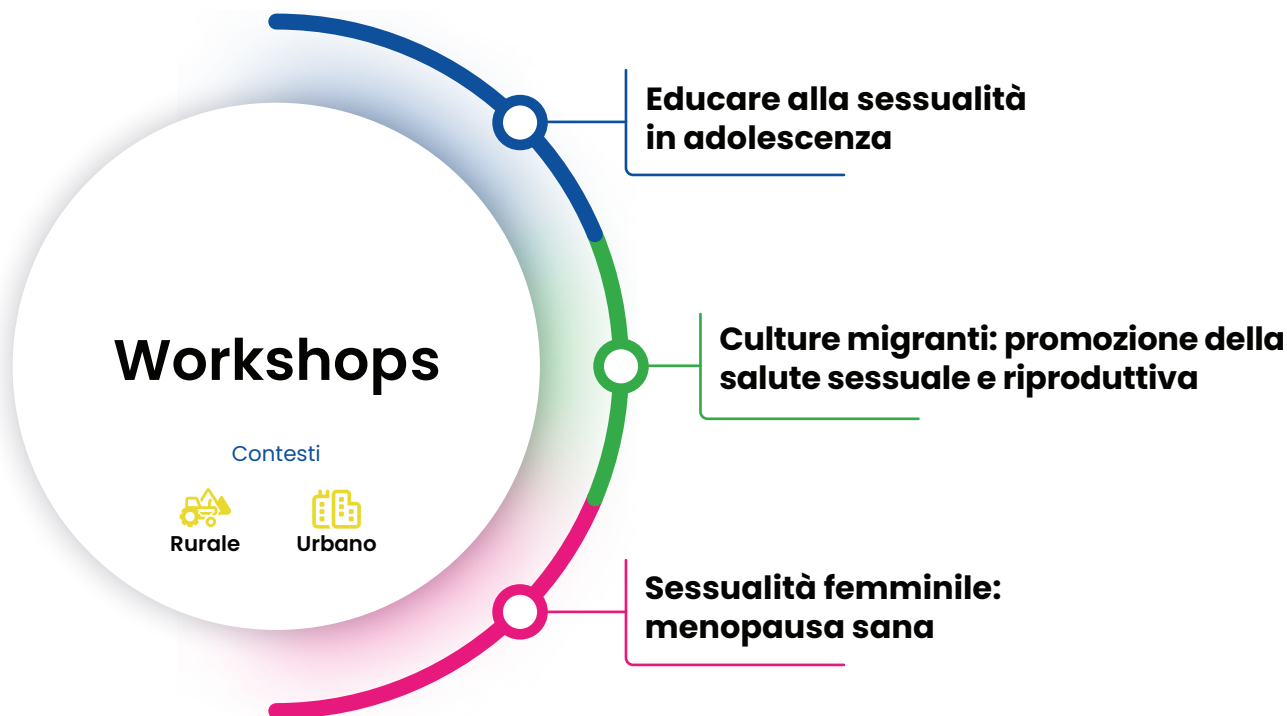 Educare alla sessualità
in adolescenza
Workshops
Culture migranti: promozione della
salute sessuale e riproduttiva
Contesti
Rurale
Urbano
Sessualità femminile:
menopausa sana